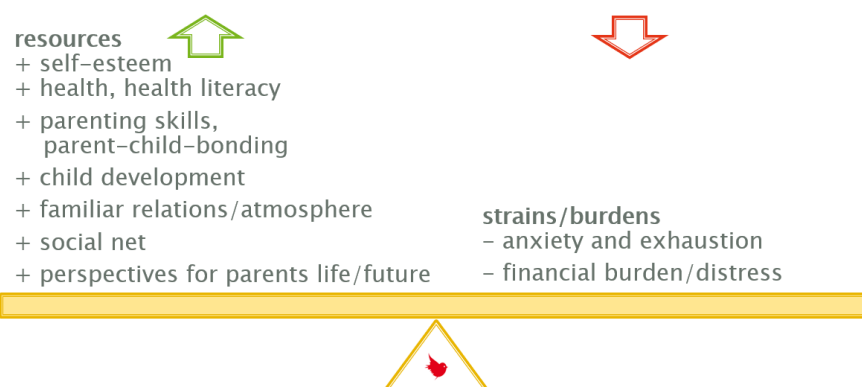 resources
+ self-esteem
+ health, health literacy
+ parenting skills,
parent-child-bonding
+ child development
+ familiar relations/atmosphere
+ social net
+ perspectives for parents life/future
strains/burdens
- anxiety and exhaustion
- financial burden/distress